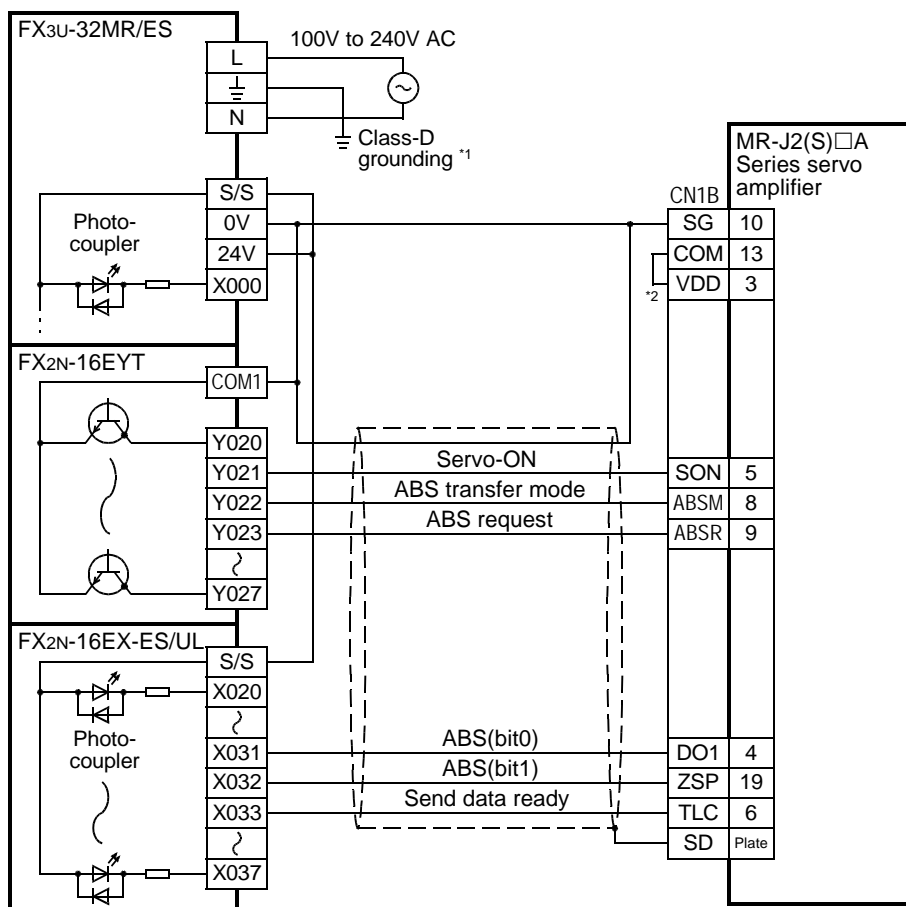 FX3U-32MR/ES
100V to 240V AC
L
N
Class-D
grounding *1
MR-J2(S)□A
Series servo
amplifier
CN1B
S/S
0V
24V
X000
Photo-
coupler
SG 10
COM 13
VDD 3
*2
FX2N-16EYT
COM1
Y020
Y021
Y022
Y023
Y027
Servo-ON
ABS transfer mode
ABS request
SON 5
ABSM 8
ABSR 9
FX2N-16EX-ES/UL
S/S
X020
X031
X032
X033
X037
Photo-
coupler
ABS(bit0)
ABS(bit1)
Send data ready
DO1 4
ZSP 19
TLC 6
SD Plate